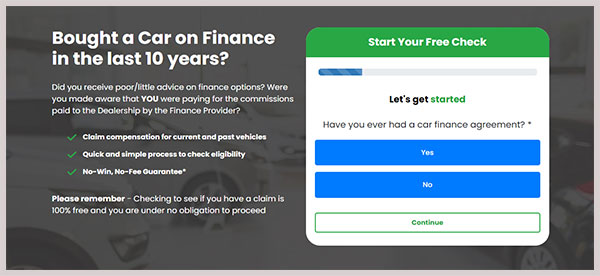 Bought a Car on Finance
in the last 10 years?
Did you receive poor/little advice on finance options? Were
you made aware that YOU were paying for the commissions
paid to the Dealership by the Finance Provider?
Claim compensation for current and past vehicles
Quick and simple process to check eligibility
No-Win, No-Fee Guarantee*
Please remember - Checking to see if you have a claim is
100% free and you are under no obligation to proceed
Start Your Free Check
Let's get started
Have you ever had a car finance agreement? *
Yes
No
Continue